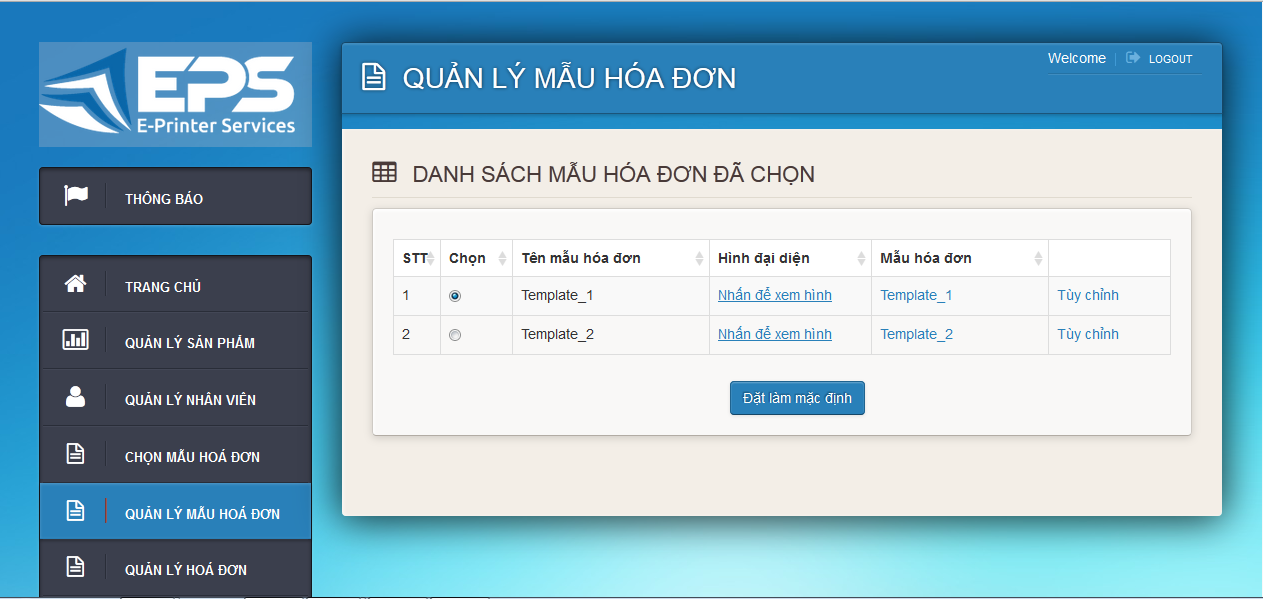 EPS
E-Printer Services
THÔNG BÁO
TRANG CHỦ
QUẢN LÝ SẢN PHẨM
QUẢN LÝ NHÂN VIÊN
CHỌN MẪU HOÁ ĐƠN
QUẢN LÝ MẪU HOÁ ĐƠN
QUẢN LÝ HOÁ ĐƠN
QUẢN LÝ MẪU HÓA ĐƠN
Welcome LOGOUT
DANH SÁCH MẪU HÓA ĐƠN ĐÃ CHỌN
STT Chọn Tên mẫu hóa đơn Hình đại diện Mẫu hóa đơn
1 Template_1 Nhấn để xem hình Template_1 Tùy chỉnh
2 Template_2 Nhấn để xem hình Template_2 Tùy chỉnh
Đặt làm mặc định